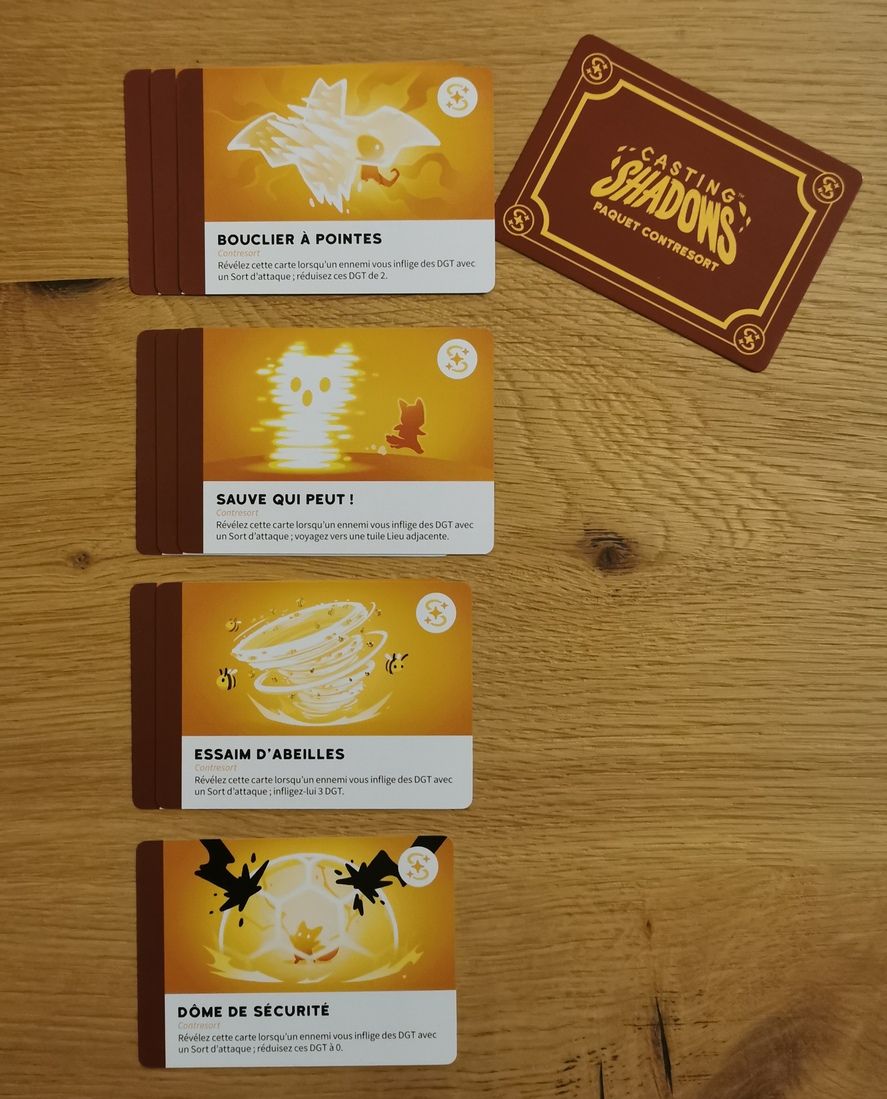 BOUCLIER À POINTES
Contresort
Révélez cette carte lorsqu'un ennemi vous inflige des DGT avec
un Sort d'attaque ; réduisez ces DGT de 2.
CASTING
SHADOWS™
PAQUET CONTRESORT
SAUVE QUI PEUT !
Contresort
Révélez cette carte lorsqu'un ennemi vous inflige des DGT avec
un Sort d'attaque ; voyagez vers une tuile Lieu adjacente.
ESSAIM D'ABEILLES
Contresort
Révélez cette carte lorsqu'un ennemi vous inflige des DGT avec
un Sort d'attaque ; infligez-lui 3 DGT.
DÔME DE SÉCURITÉ
Contresort
Révélez cette carte lorsqu'un ennemi vous inflige des DGT avec
un Sort d'attaque ; réduisez ces DGT à 0.